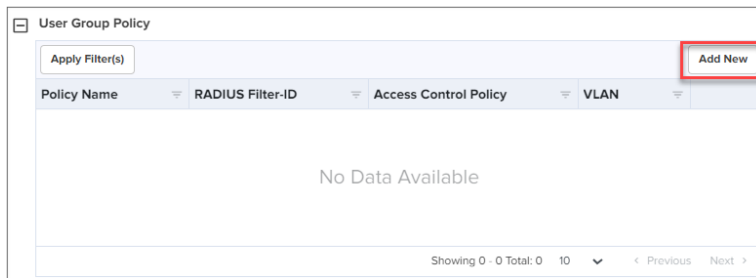 User Group Policy
Apply Filter(s) Add New
Policy Name RADIUS Filter-ID Access Control Policy VLAN
No Data Available
Showing 0 - 0 Total: 0 10 < Previous Next >